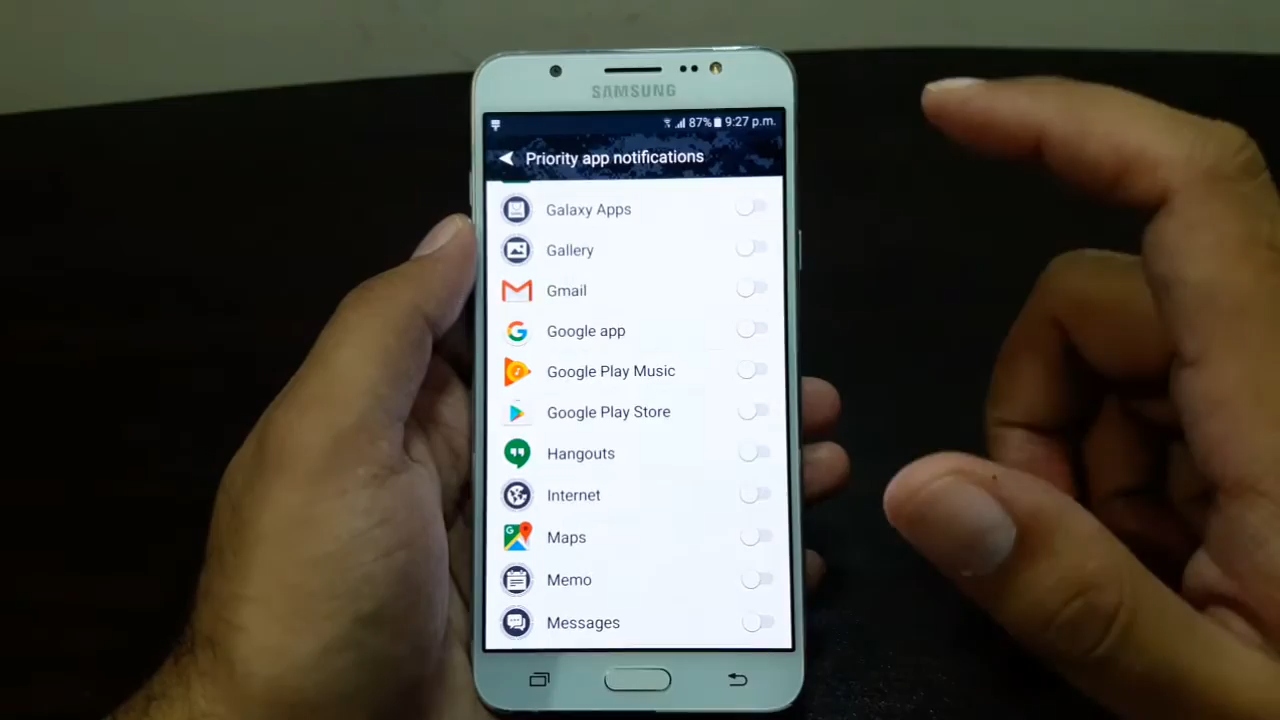 SAMSUNG
87% 9:27 p.m.
Priority app notifications
Galaxy Apps
Gallery
Gmail
Google app
Google Play Music
Google Play Store
Hangouts
Internet
Maps
Memo
Messages